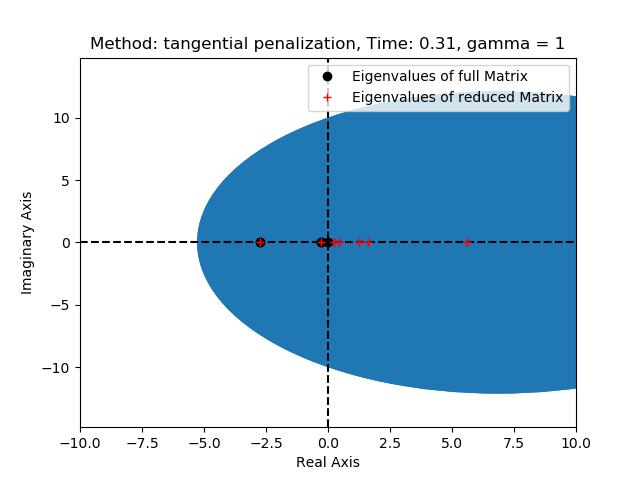 Method: tangential penalization, Time: 0.31, gamma = 1
Eigenvalues of full Matrix
Eigenvalues of reduced Matrix
Imaginary Axis
10
5
0
−5
−10
−10.0 −7.5 −5.0 −2.5 0.0 2.5 5.0 7.5 10.0
Real Axis